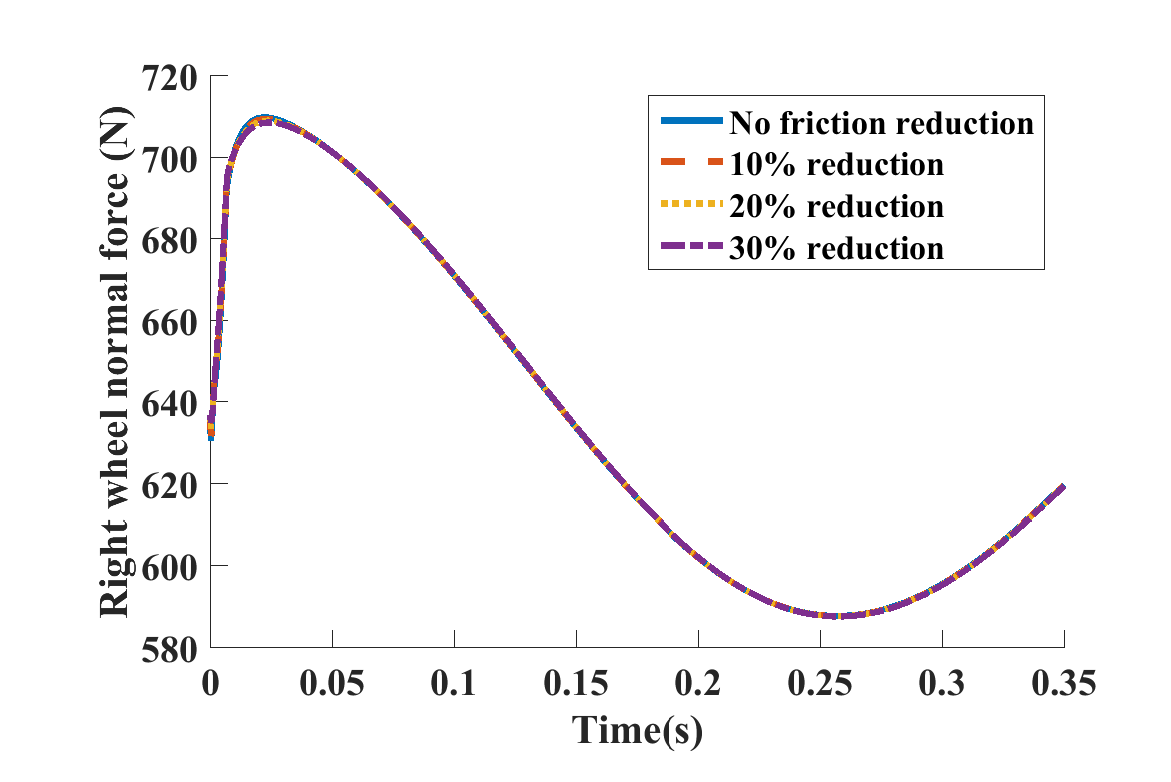 Right wheel normal force (N)
720
700
680
660
640
620
600
580
0
0.05
0.1
0.15
0.2
0.25
0.3
0.35
Time(s)
No friction reduction
10% reduction
20% reduction
30% reduction